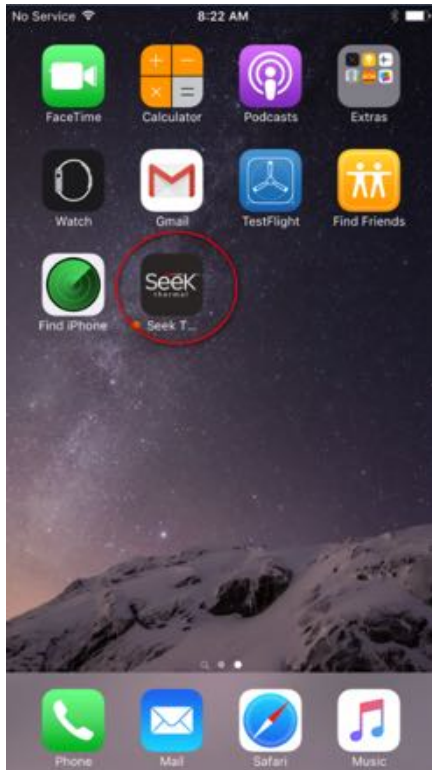 No Service 8:22 AM
FaceTime Calculator Podcasts Extras
Watch Gmail TestFlight Find Friends
SeeK
thermal
Find iPhone Seek T...
Phone Mail Safari Music